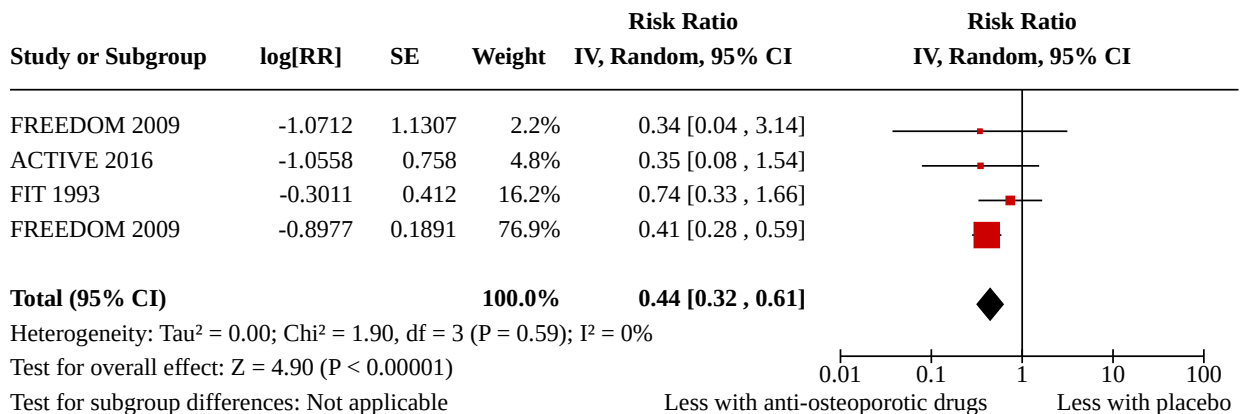 Risk Ratio Risk Ratio
Study or Subgroup log[RR] SE Weight IV, Random, 95% CI IV, Random, 95% CI
FREEDOM 2009 -1.0712 1.1307 2.2% 0.34 [0.04 , 3.14]
ACTIVE 2016 -1.0558 0.758 4.8% 0.35 [0.08 , 1.54]
FIT 1993 -0.3011 0.412 16.2% 0.74 [0.33 , 1.66]
FREEDOM 2009 -0.8977 0.1891 76.9% 0.41 [0.28 , 0.59]
Total (95% CI) 100.0% 0.44 [0.32 , 0.61]
Heterogeneity: Tau² = 0.00; Chi² = 1.90, df = 3 (P = 0.59); I² = 0%
Test for overall effect: Z = 4.90 (P < 0.00001) 0.01 0.1 1 10 100
Test for subgroup differences: Not applicable Less with anti-osteoporotic drugs Less with placebo